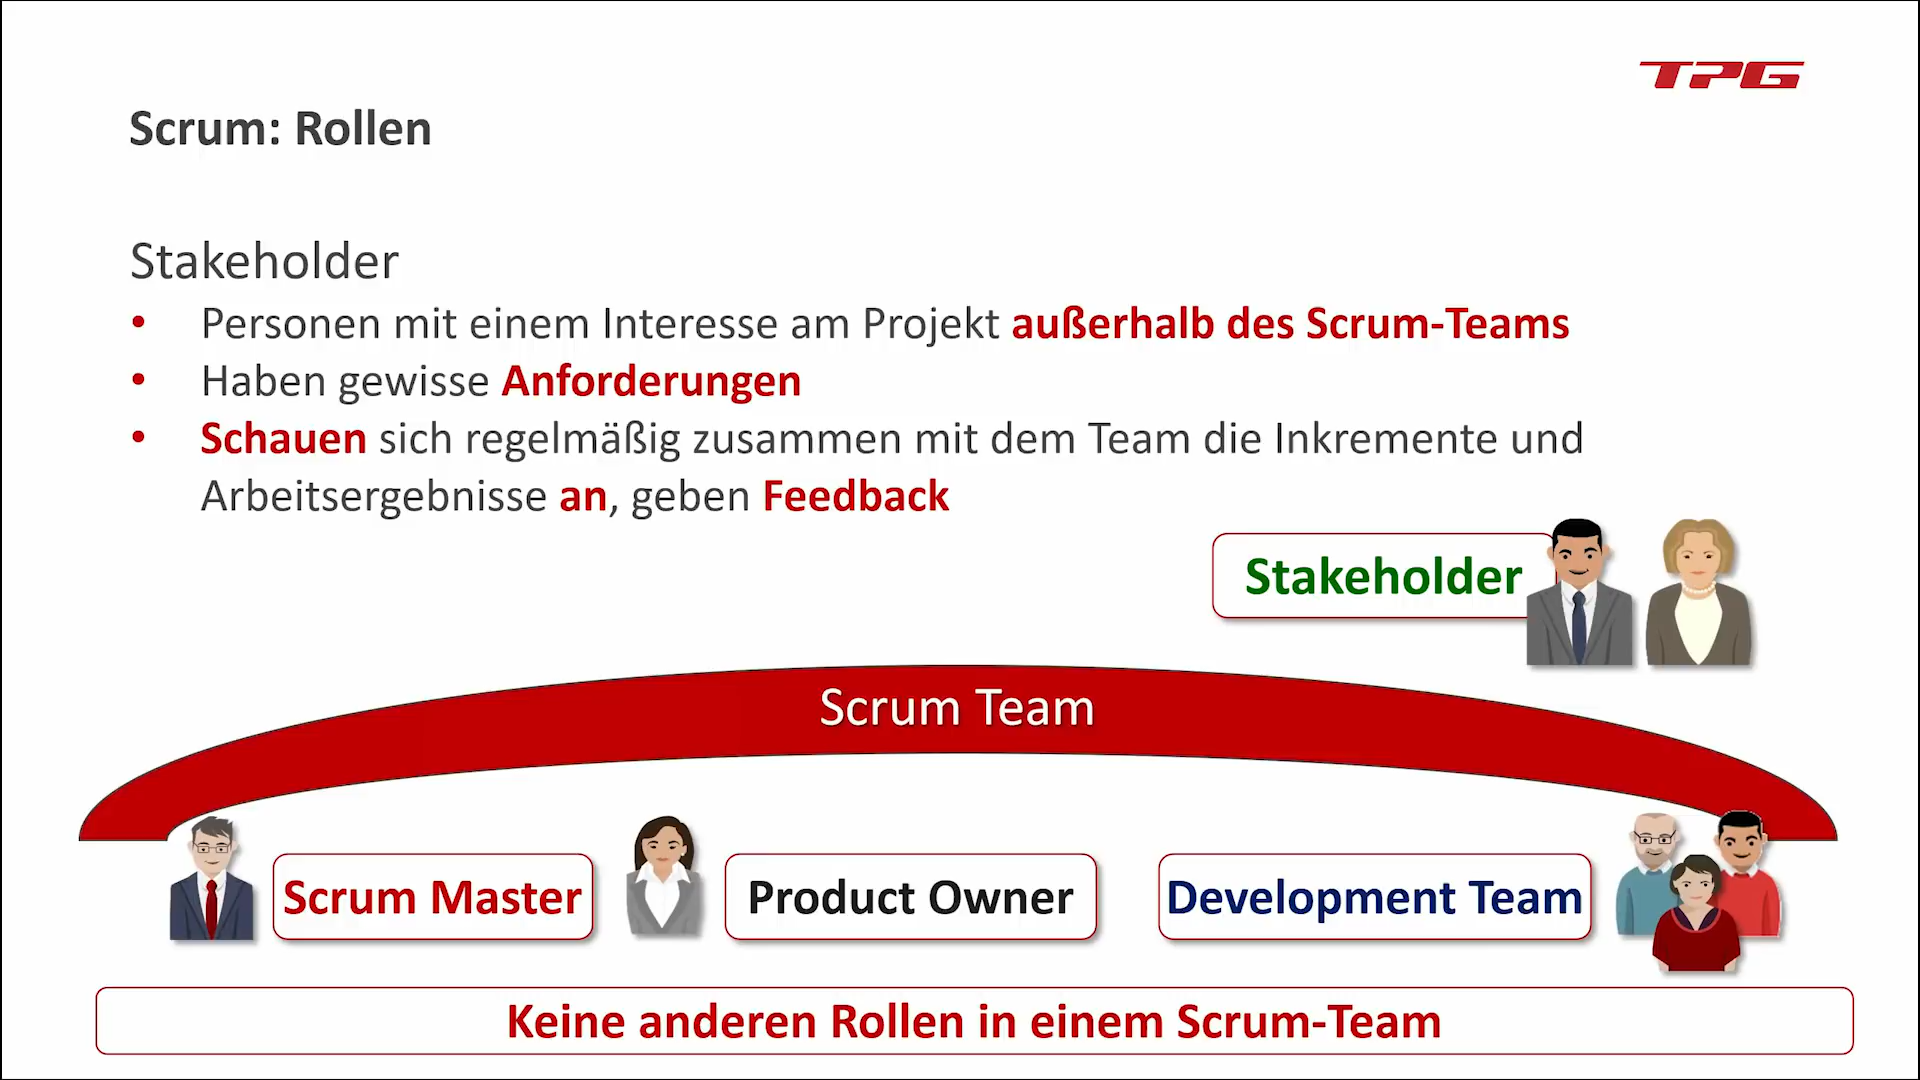 TPG
Scrum: Rollen
Stakeholder
• Personen mit einem Interesse am Projekt außerhalb des Scrum-Teams
• Haben gewisse Anforderungen
• Schauen sich regelmäßig zusammen mit dem Team die Inkremente und
Arbeitsergebnisse an, geben Feedback
Stakeholder
Scrum Team
Scrum Master
Product Owner
Development Team
Keine anderen Rollen in einem Scrum-Team